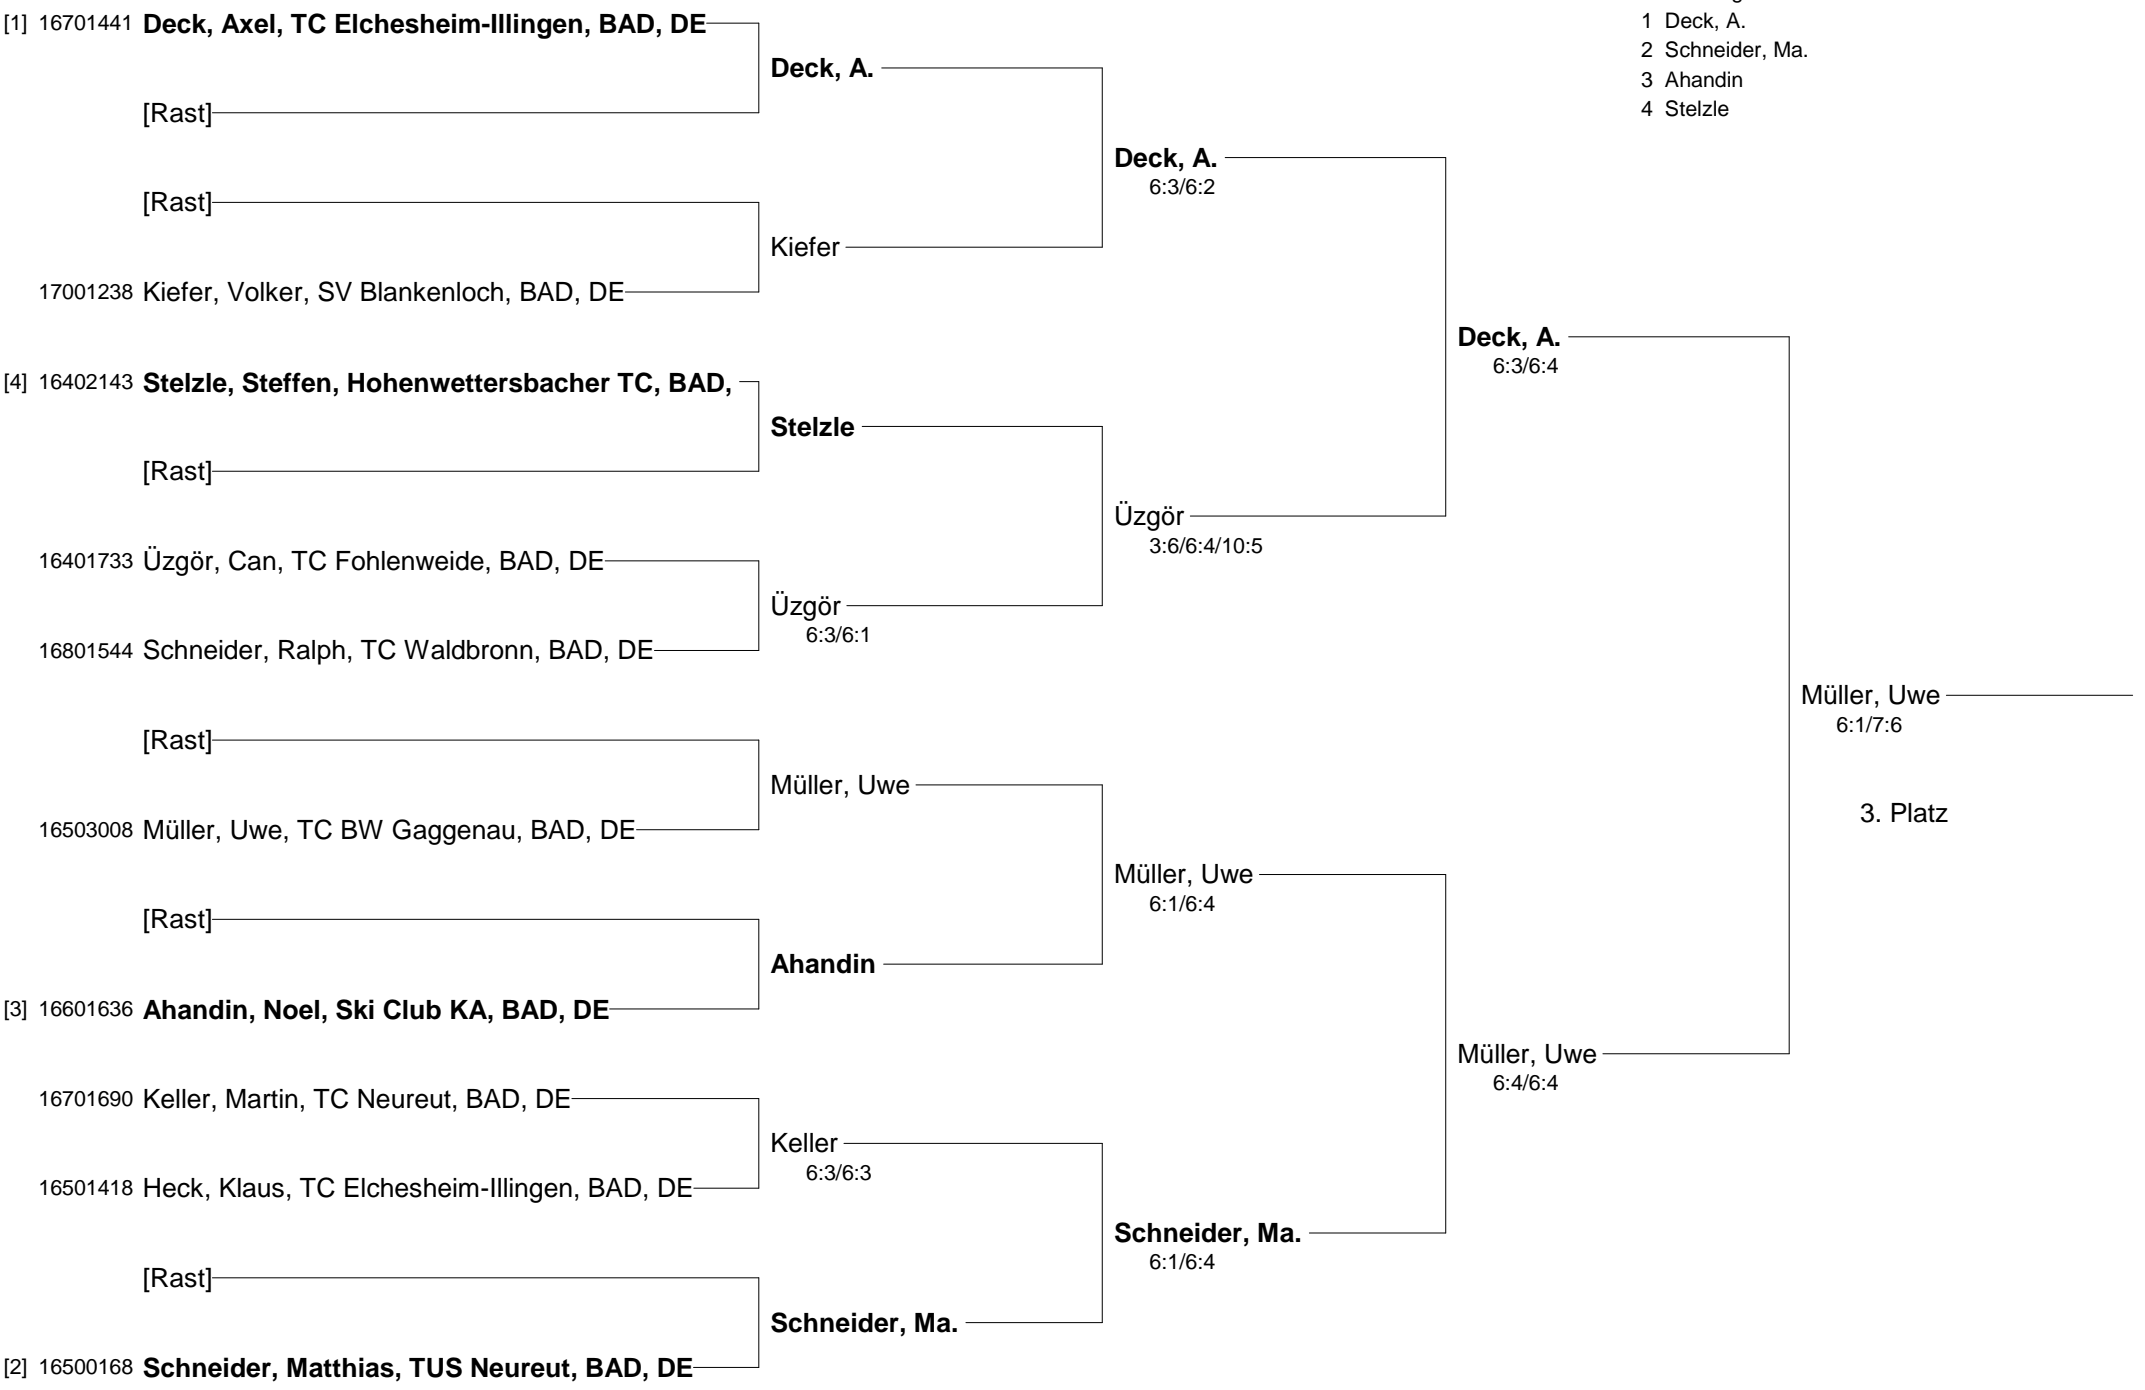 [1] 16701441 Deck, Axel, TC Elchesheim-Illingen, BAD, DE
1 Deck, A.
2 Schneider, Ma.
3 Ahandin
4 Stelzle
Deck, A.
[Rast]
Deck, A.
6:3/6:2
[Rast]
Kiefer
17001238 Kiefer, Volker, SV Blankenloch, BAD, DE
Deck, A.
6:3/6:4
[4] 16402143 Stelzle, Steffen, Hohenwettersbacher TC, BAD,
Stelzle
[Rast]
Üzgör
3:6/6:4/10:5
16401733 Üzgör, Can, TC Fohlenweide, BAD, DE
Üzgör
6:3/6:1
16801544 Schneider, Ralph, TC Waldbronn, BAD, DE
Müller, Uwe
6:1/7:6
[Rast]
Müller, Uwe
3. Platz
16503008 Müller, Uwe, TC BW Gaggenau, BAD, DE
Müller, Uwe
6:1/6:4
[Rast]
Ahandin
[3] 16601636 Ahandin, Noel, Ski Club KA, BAD, DE
Müller, Uwe
6:4/6:4
16701690 Keller, Martin, TC Neureut, BAD, DE
Keller
6:3/6:3
16501418 Heck, Klaus, TC Elchesheim-Illingen, BAD, DE
Schneider, Ma.
6:1/6:4
[Rast]
Schneider, Ma.
[2] 16500168 Schneider, Matthias, TUS Neureut, BAD, DE